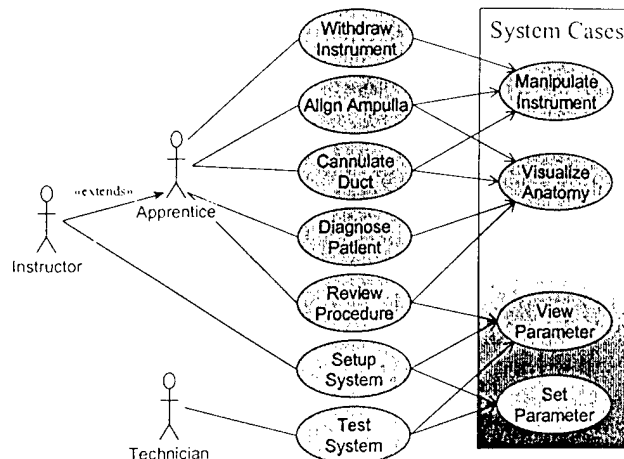 Withdraw
Instrument
System Cases
Align Ampulla
Manipulate
Instrument
Cannulate
Duct
Visualize
Anatomy
«extends»
Apprentice
Diagnose
Patient
Instructor
Review
Procedure
View
Parameter
Setup
System
Set
Parameter
Test
System
Technician